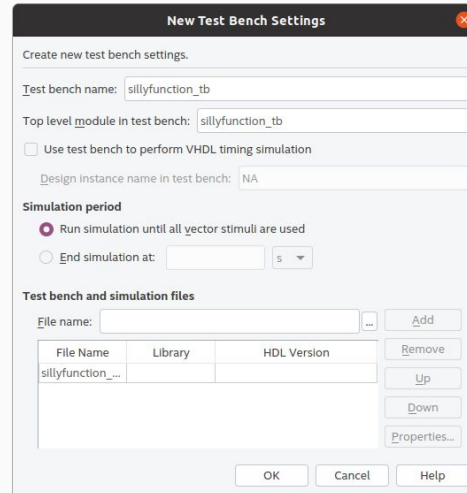 New Test Bench Settings
Create new test bench settings.
Test bench name: sillyfunction_tb
Top level module in test bench: sillyfunction_tb
Use test bench to perform VHDL timing simulation
Design instance name in test bench: NA
Simulation period
Run simulation until all vector stimuli are used
End simulation at: s
Test bench and simulation files
File name: ... Add
File Name Library HDL Version Remove
sillyfunction_...
Up
Down
Properties...
OK Cancel Help